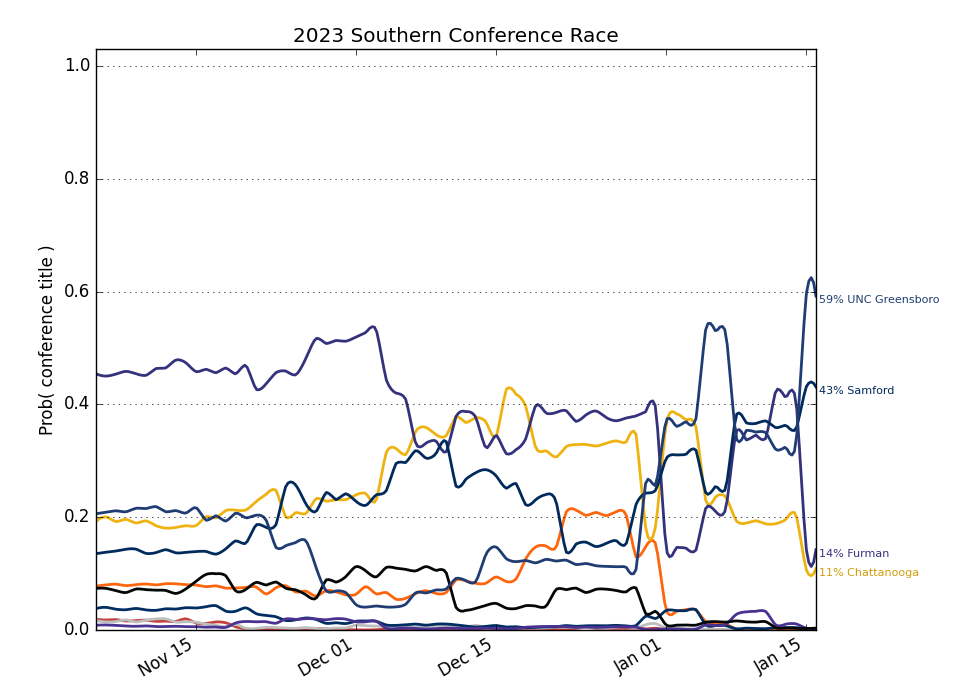 2023 Southern Conference Race
Prob( conference title )
1.0
0.8
0.6
0.4
0.2
0.0
59% UNC Greensboro
43% Samford
14% Furman
11% Chattanooga
Nov 15
Dec 01
Dec 15
Jan 01
Jan 15